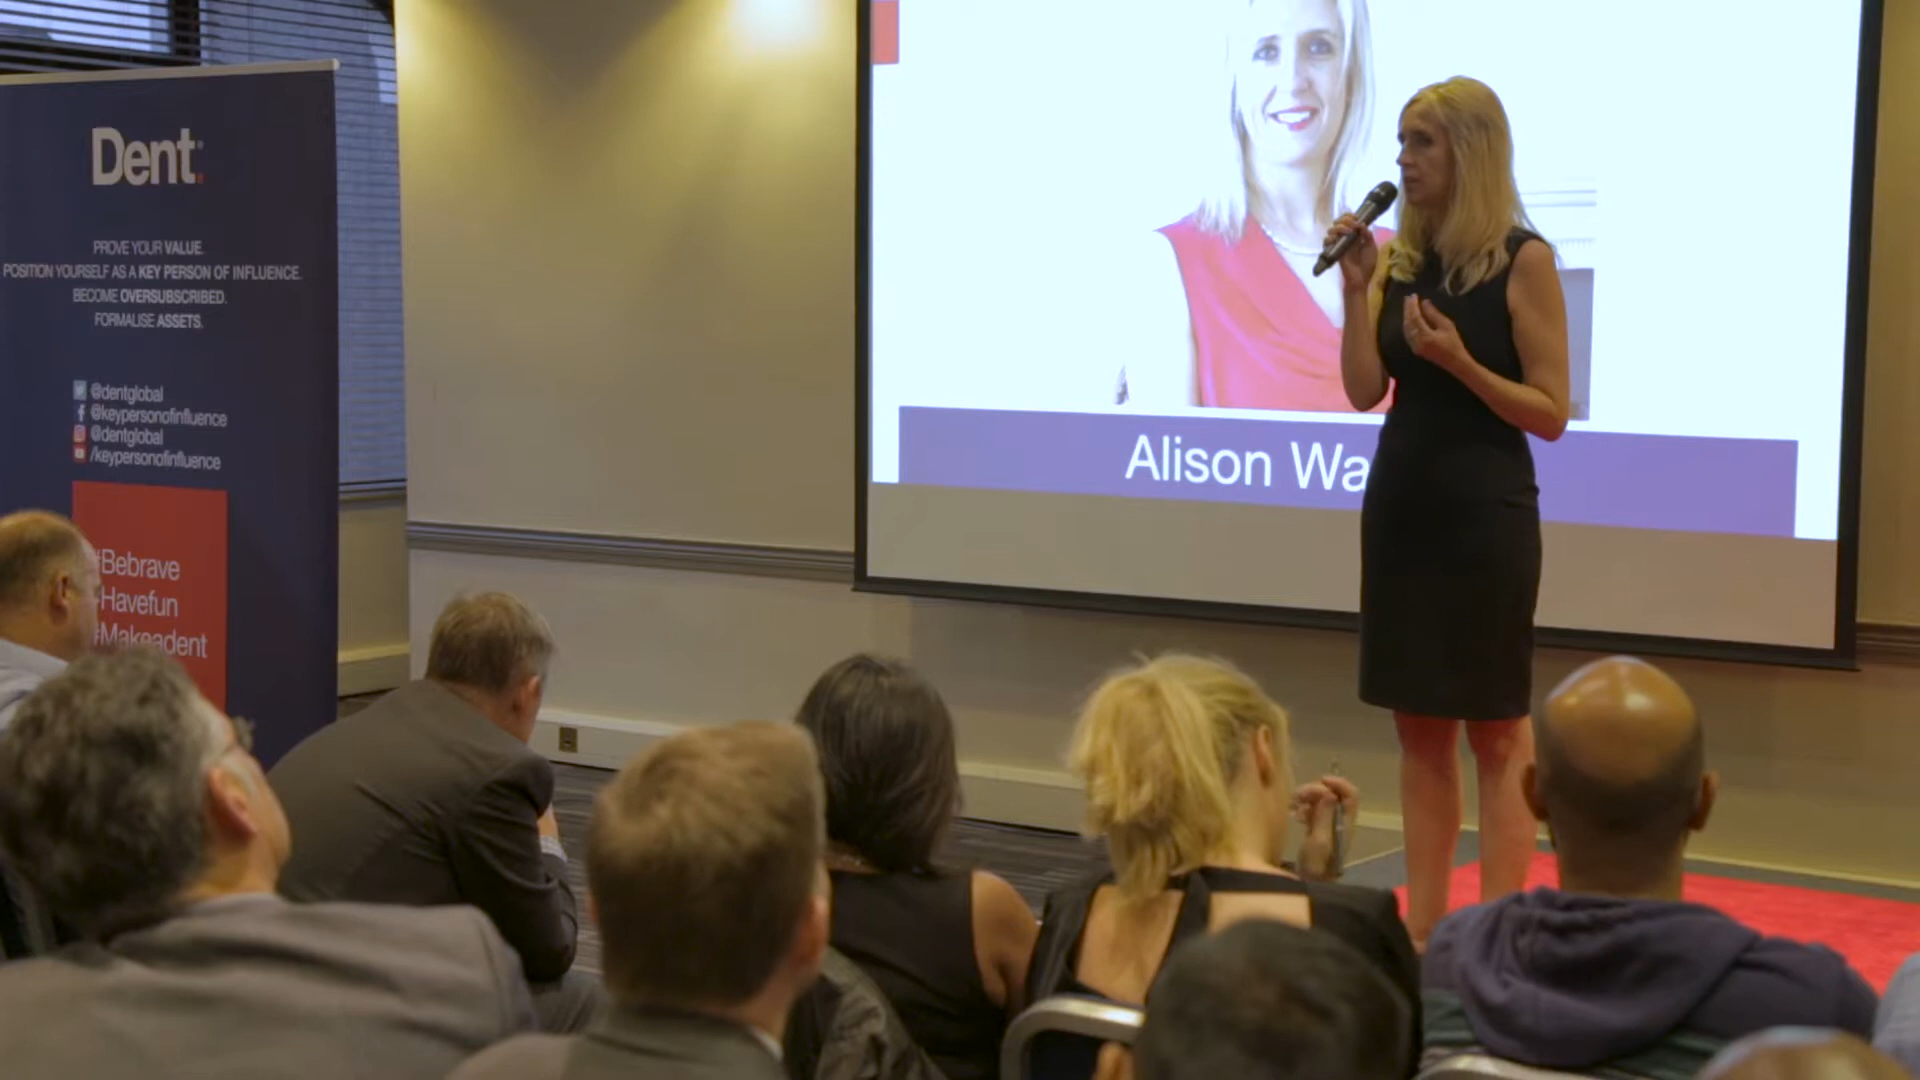 Dent:
PROVE YOUR VALUE.
POSITION YOURSELF AS A KEY PERSON OF INFLUENCE.
BECOME OVERSUBSCRIBED.
FORMALISE ASSETS.
@dentglobal
@keypersonofinfluence
@dentglobal
/keypersonofinfluence
#Bebrave
#Havefun
#Makeadent
Alison Wa